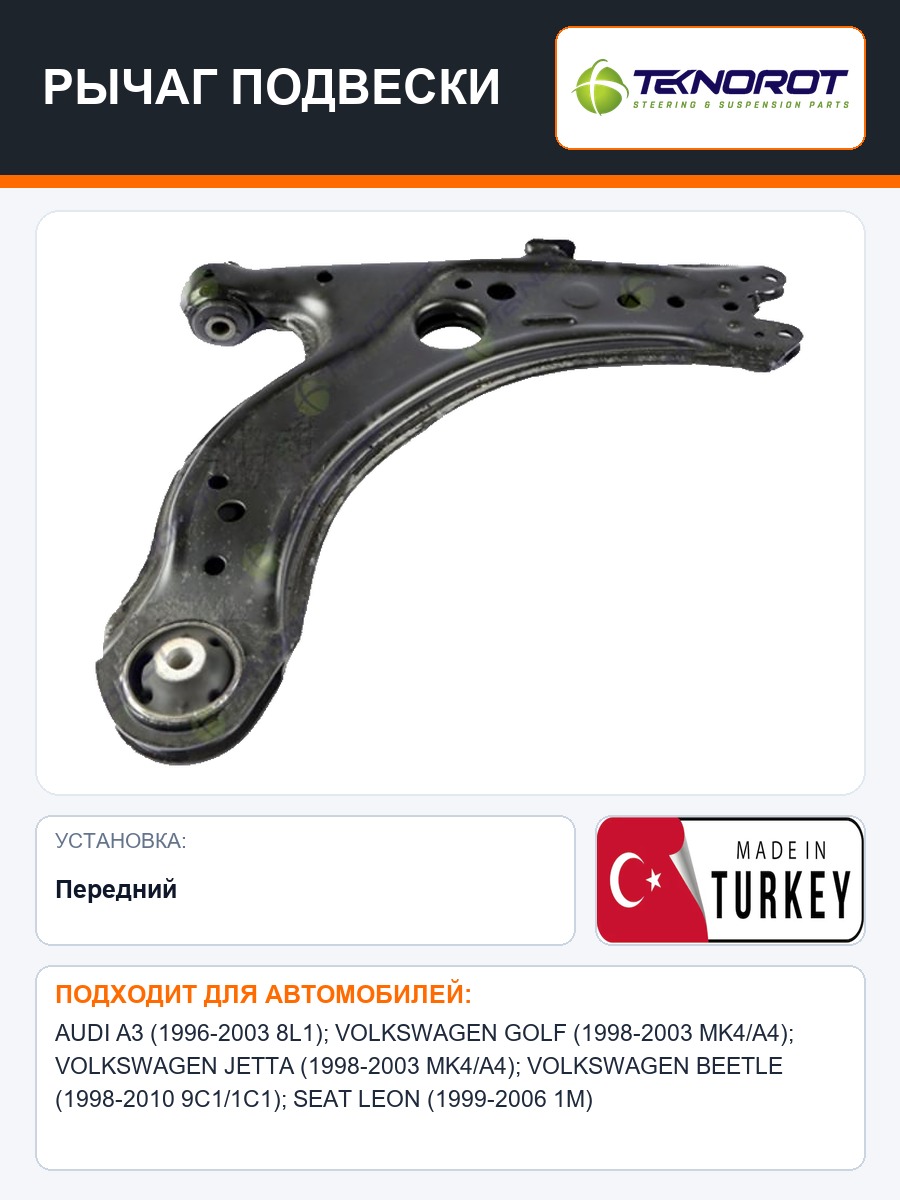 РЫЧАГ ПОДВЕСКИ
TEKNOROT
STEERING & SUSPENSION PARTS
УСТАНОВКА:
Передний
MADE IN
TURKEY
ПОДХОДИТ ДЛЯ АВТОМОБИЛЕЙ:
AUDI A3 (1996-2003 8L1); VOLKSWAGEN GOLF (1998-2003 MK4/A4);
VOLKSWAGEN JETTA (1998-2003 MK4/A4); VOLKSWAGEN BEETLE
(1998-2010 9C1/1C1); SEAT LEON (1999-2006 1M)